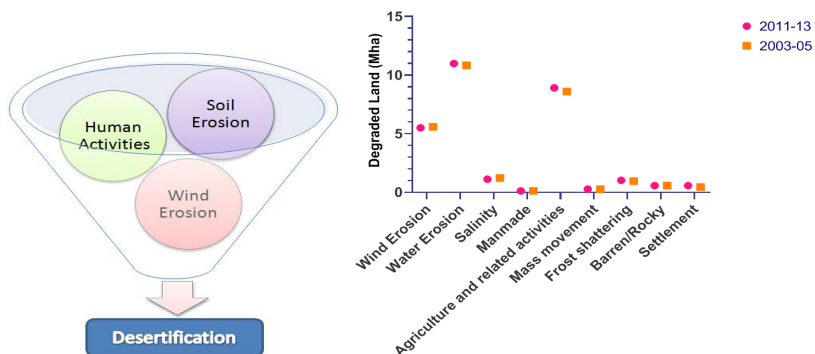 Human
Activities
Soil
Erosion
Wind
Erosion
Desertification
Degraded Land (Mha)
15
10
5
0
Wind Erosion
Water Erosion
Salinity
Manmade
Agriculture and related activities
Mass movement
Frost shattering
Barren/Rocky
Settlement
2011-13
2003-05